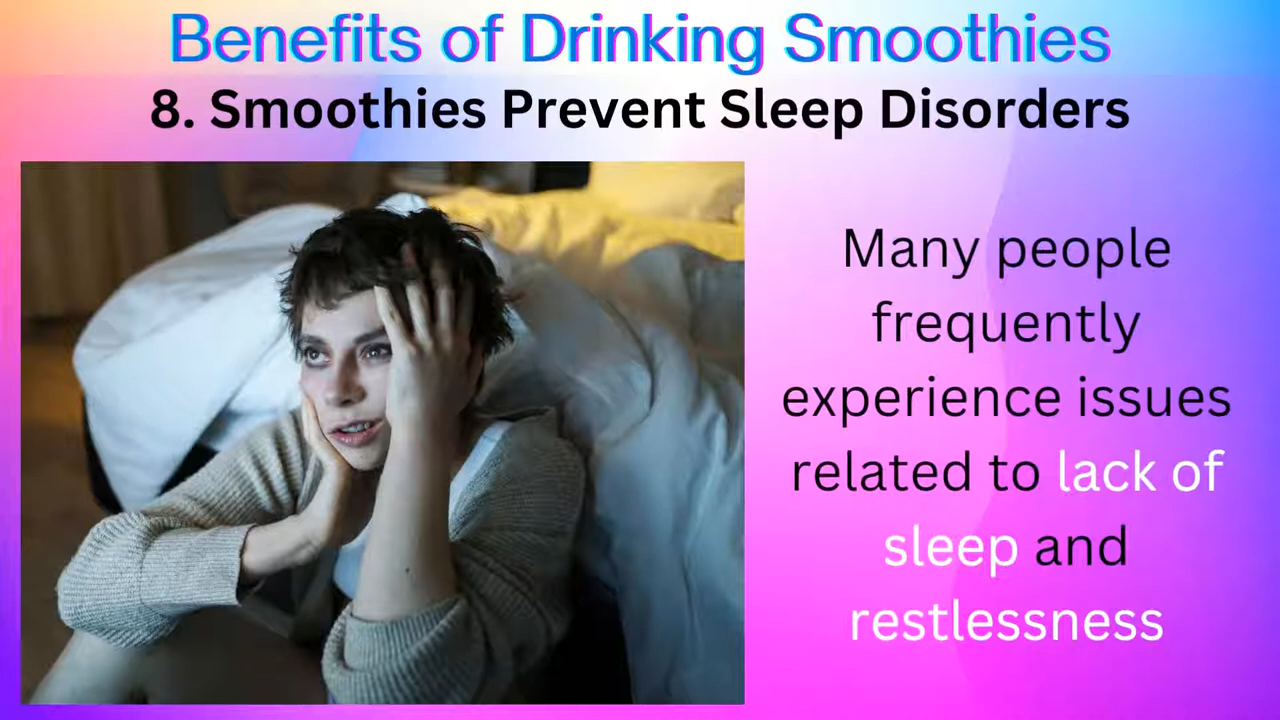 Benefits of Drinking Smoothies
8. Smoothies Prevent Sleep Disorders
Many people
frequently
experience issues
related to lack of
sleep and
restlessness